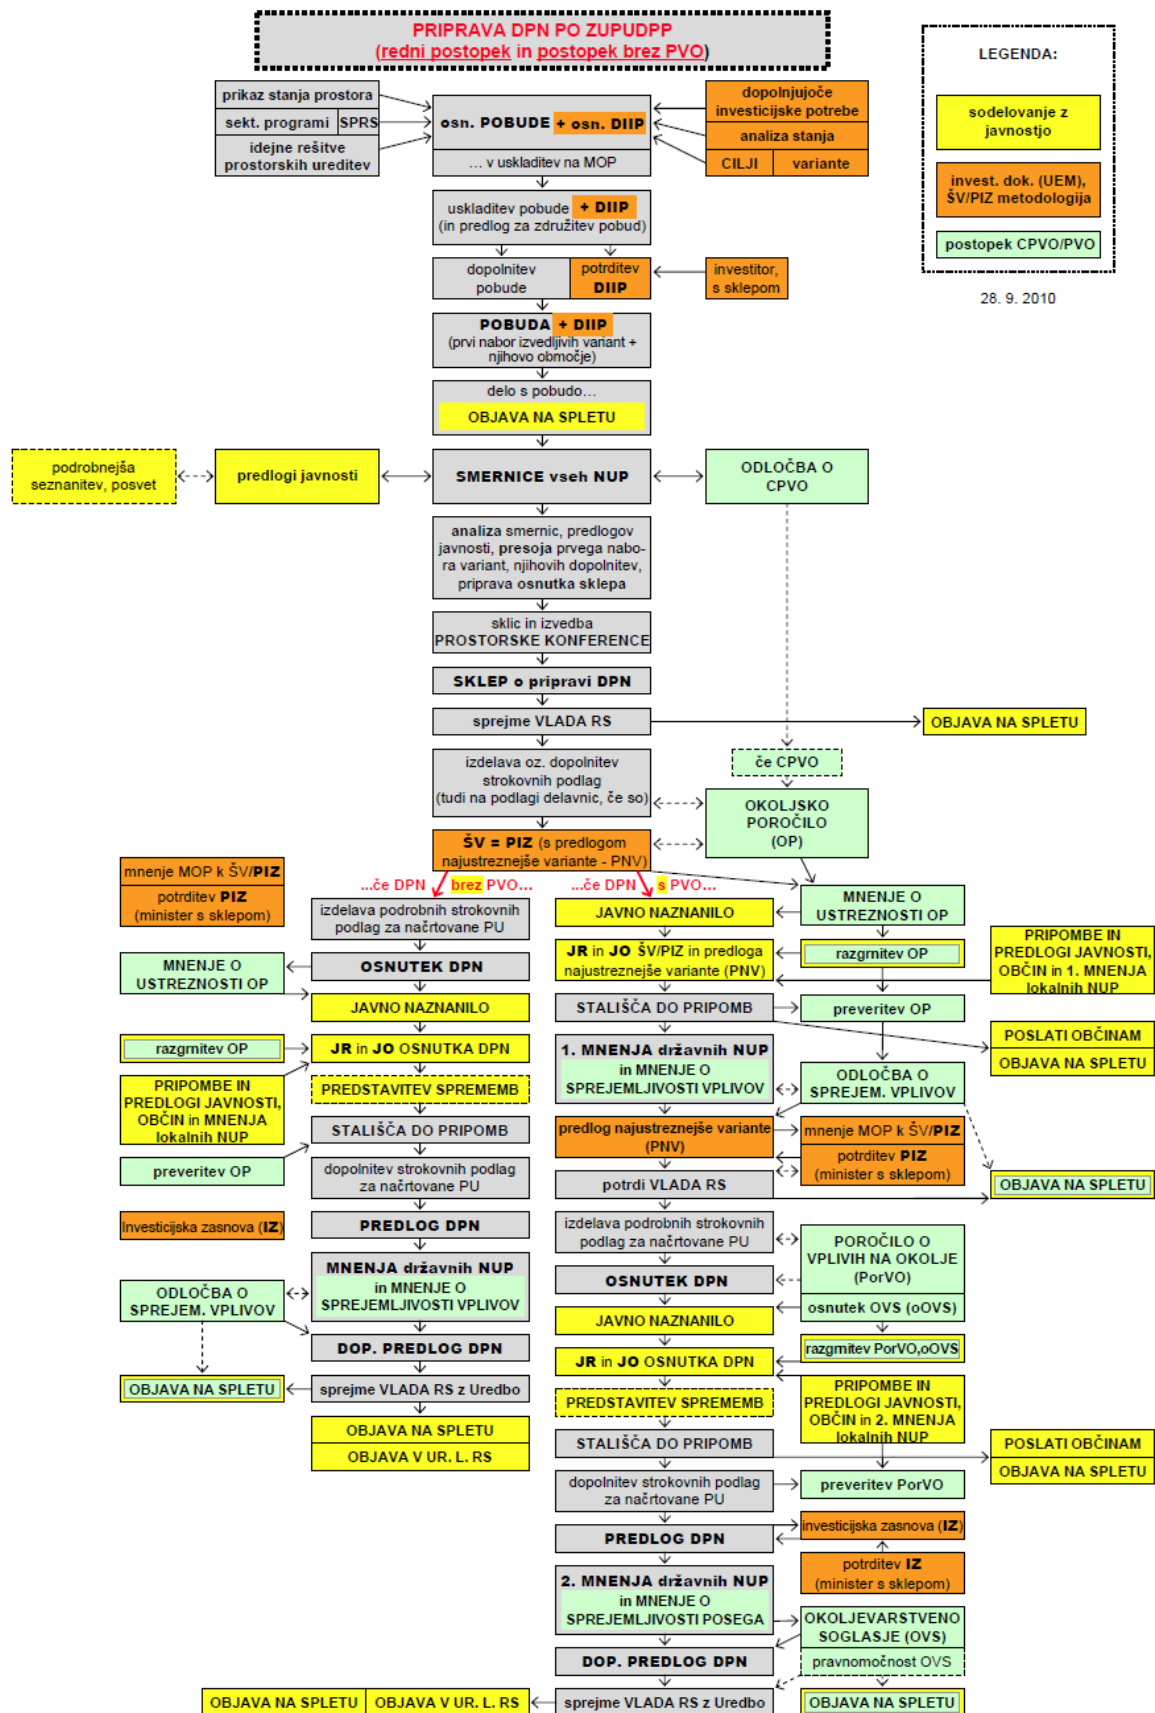 PRIPRAVA DPN PO ZUPUDPP
(redni postopek in postopek brez PVO)
LEGENDA:
sodelovanje z
javnostjo
invest. dok. (UEM),
ŠV/PIZ metodologija
postopek CPVO/PVO
28. 9. 2010
prikaz stanja prostora
sekt. programi SPRS
idejne rešitve
prostorskih ureditev
osn. POBUDE + osn. DIIP
... v uskladitev na MOP
dopolnjujoče
investicijske potrebe
analiza stanja
CILJI variante
uskladitev pobude + DIIP
(in predlog za združitev pobud)
dopolnitev
pobude
potrditev
DIIP
investitor,
s sklepom
POBUDA + DIIP
(prvi nabor izvedljivih variant +
njihovo območje)
delo s pobudo...
OBJAVA NA SPLETU
podrobnejša
seznanitev, posvet
predlogi javnosti
SMERNICE vseh NUP
ODLOČBA O
CPVO
analiza smernic, predlogov
javnosti, presoja prvega nabo-
ra variant, njihovih dopolnitev,
priprava osnutka sklepa
sklic in izvedba
PROSTORSKE KONFERENCE
SKLEP o pripravi DPN
sprejme VLADA RS
OBJAVA NA SPLETU
izdelava oz. dopolnitev
strokovnih podlag
(tudi na podlagi delavnic, če so)
če CPVO
OKOLJSKO
POROČILO
(OP)
ŠV = PIZ (s predlogom
najustreznejše variante - PNV)
...če DPN brez PVO...
...če DPN s PVO...
mnenje MOP k ŠV/PIZ
potrditev PIZ
(minister s sklepom)
izdelava podrobnih strokovnih
podlag za načrtovane PU
MNENJE O
USTREZNOSTI OP
OSNUTEK DPN
JAVNO NAZNANILO
razgrnitev OP
JR in JO OSNUTKA DPN
PRIPOMBE IN
PREDLOGI JAVNOSTI,
OBČIN in MNENJA
lokalnih NUP
PREDSTAVITEV SPREMEMB
STALIŠČA DO PRIPOMB
preveritev OP
dopolnitev strokovnih podlag
za načrtovane PU
Investicijska zasnova (IZ)
PREDLOG DPN
MNENJA državnih NUP
in MNENJE O
SPREJEMLJIVOSTI VPLIVOV
ODLOČBA O
SPREJEM. VPLIVOV
DOP. PREDLOG DPN
OBJAVA NA SPLETU
sprejme VLADA RS z Uredbo
OBJAVA NA SPLETU
OBJAVA V UR. L. RS
JAVNO NAZNANILO
MNENJE O
USTREZNOSTI OP
JR in JO ŠV/PIZ in predloga
najustreznejše variante (PNV)
razgrnitev OP
PRIPOMBE IN
PREDLOGI JAVNOSTI,
OBČIN in 1. MNENJA
lokalnih NUP
STALIŠČA DO PRIPOMB
preveritev OP
POSLATI OBČINAM
OBJAVA NA SPLETU
1. MNENJA državnih NUP
in MNENJE O
SPREJEMLJIVOSTI VPLIVOV
ODLOČBA O
SPREJEM. VPLIVOV
predlog najustreznejše variante
(PNV)
mnenje MOP k ŠV/PIZ
potrditev PIZ
(minister s sklepom)
potrdi VLADA RS
OBJAVA NA SPLETU
izdelava podrobnih strokovnih
podlag za načrtovane PU
POROČILO O
VPLIVIH NA OKOLJE
(PorVO)
OSNUTEK DPN
osnutek OVS (oOVS)
JAVNO NAZNANILO
razgrnitev PorVO,oOVS
JR in JO OSNUTKA DPN
PRIPOMBE IN
PREDLOGI JAVNOSTI,
OBČIN in 2. MNENJA
lokalnih NUP
PREDSTAVITEV SPREMEMB
STALIŠČA DO PRIPOMB
POSLATI OBČINAM
OBJAVA NA SPLETU
dopolnitev strokovnih podlag
za načrtovane PU
preveritev PorVO
PREDLOG DPN
investicijska zasnova (IZ)
potrditev IZ
(minister s sklepom)
2. MNENJA državnih NUP
in MNENJE O
SPREJEMLJIVOSTI POSEGA
OKOLJEVARSTVENO
SOGLASJE (OVS)
pravnomočnost OVS
DOP. PREDLOG DPN
OBJAVA NA SPLETU OBJAVA V UR. L. RS
sprejme VLADA RS z Uredbo
OBJAVA NA SPLETU